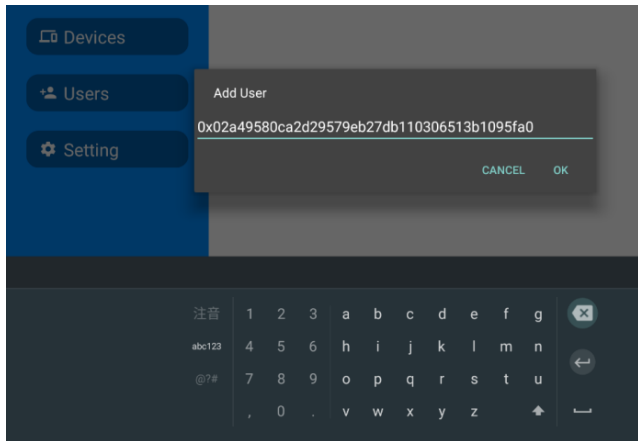 Devices
Users
Setting
Add User
0x02a49580ca2d29579eb27db110306513b1095fa0
CANCEL OK
注音 1 2 3 a b c d e f g
abc123 4 5 6 h i j k l m n
@?# 7 8 9 o p q r s t u
, 0 . v w x y z